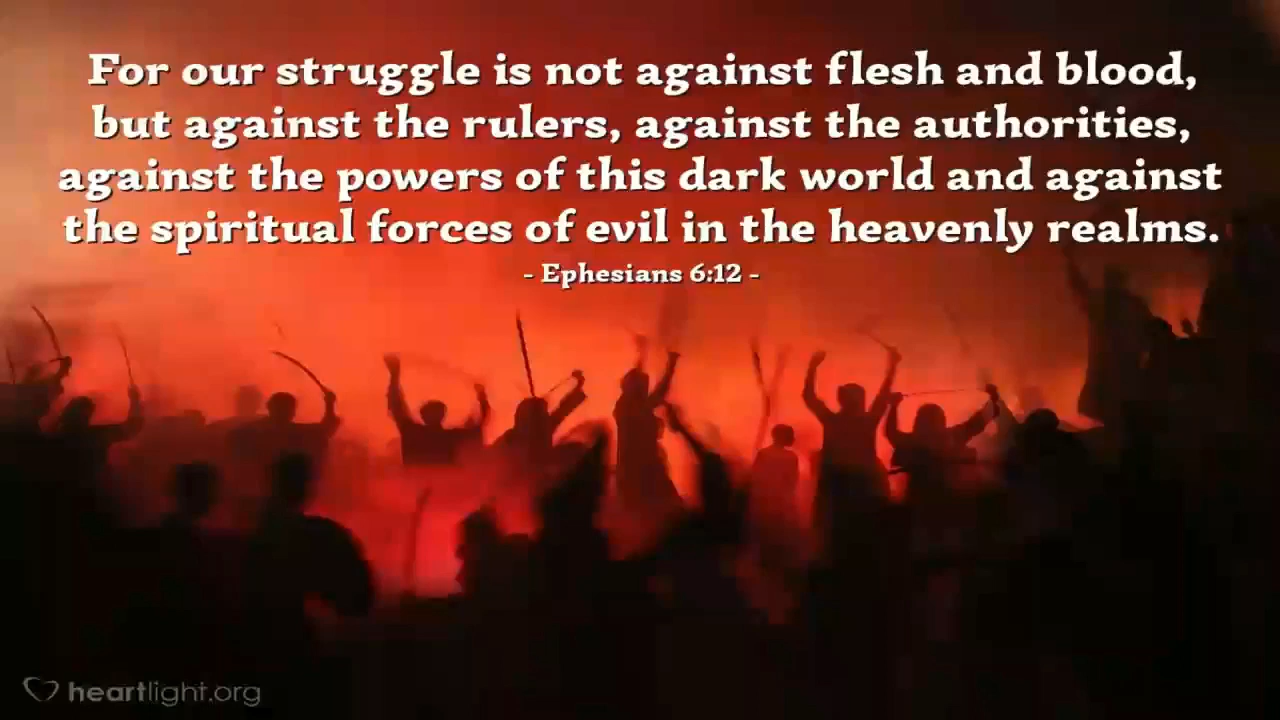 For our struggle is not against flesh and blood,
but against the rulers, against the authorities,
against the powers of this dark world and against
the spiritual forces of evil in the heavenly realms.
- Ephesians 6:12 -
heartlight.org